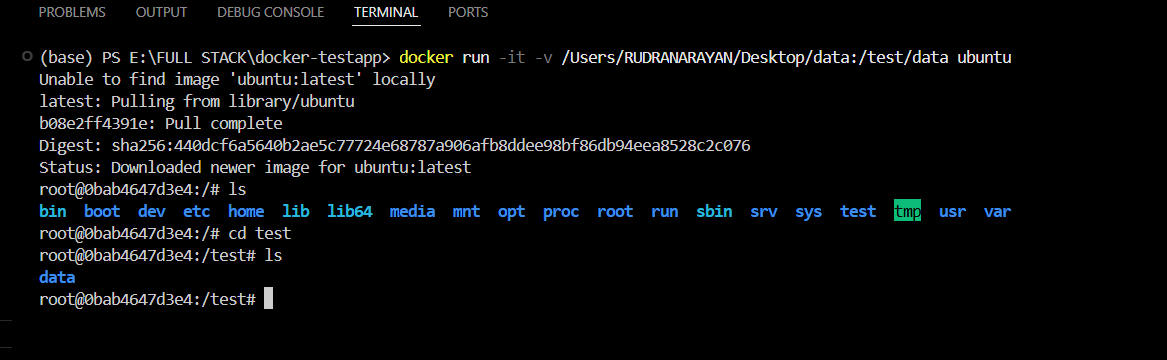 PROBLEMS OUTPUT DEBUG CONSOLE TERMINAL PORTS
(base) PS E:\FULL STACK\docker-testapp> docker run -it -v /Users/RUDRANARAYAN/Desktop/data:/test/data ubuntu
Unable to find image 'ubuntu:latest' locally
latest: Pulling from library/ubuntu
b08e2ff4391e: Pull complete
Digest: sha256:440dcf6a5640b2ae5c77724e68787a906afb8ddee98bf86db94eea8528c2c076
Status: Downloaded newer image for ubuntu:latest
root@0bab4647d3e4:/# ls
bin boot dev etc home lib lib64 media mnt opt proc root run sbin srv sys test tmp usr var
root@0bab4647d3e4:/# cd test
root@0bab4647d3e4:/test# ls
data
root@0bab4647d3e4:/test#